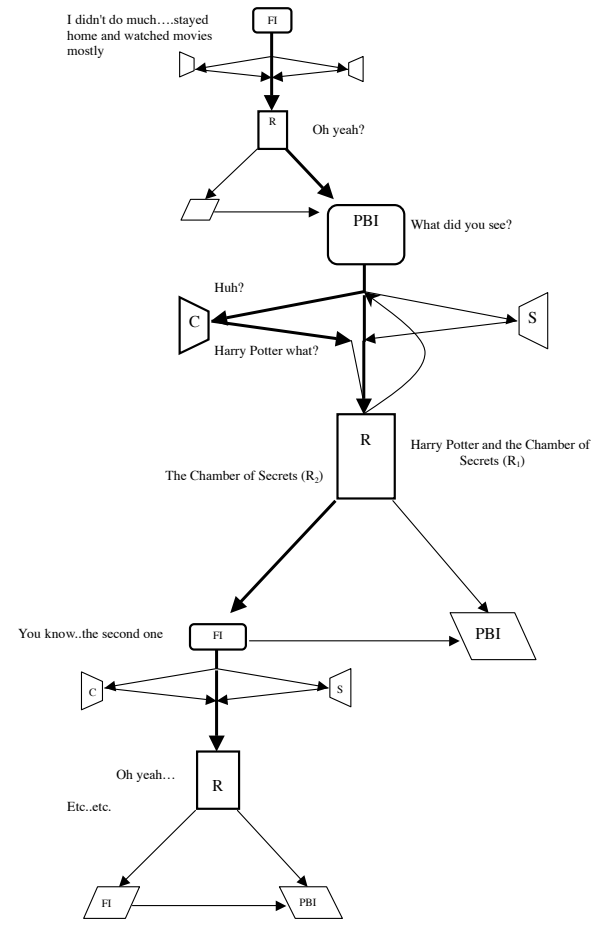 I didn't do much….stayed
home and watched movies
mostly
FI
R
Oh yeah?
PBI
What did you see?
Huh?
C
S
Harry Potter what?
R
Harry Potter and the Chamber of
Secrets (R₁)
The Chamber of Secrets (R₂)
You know..the second one
FI
PBI
C
S
Oh yeah…
R
Etc..etc.
FI
PBI